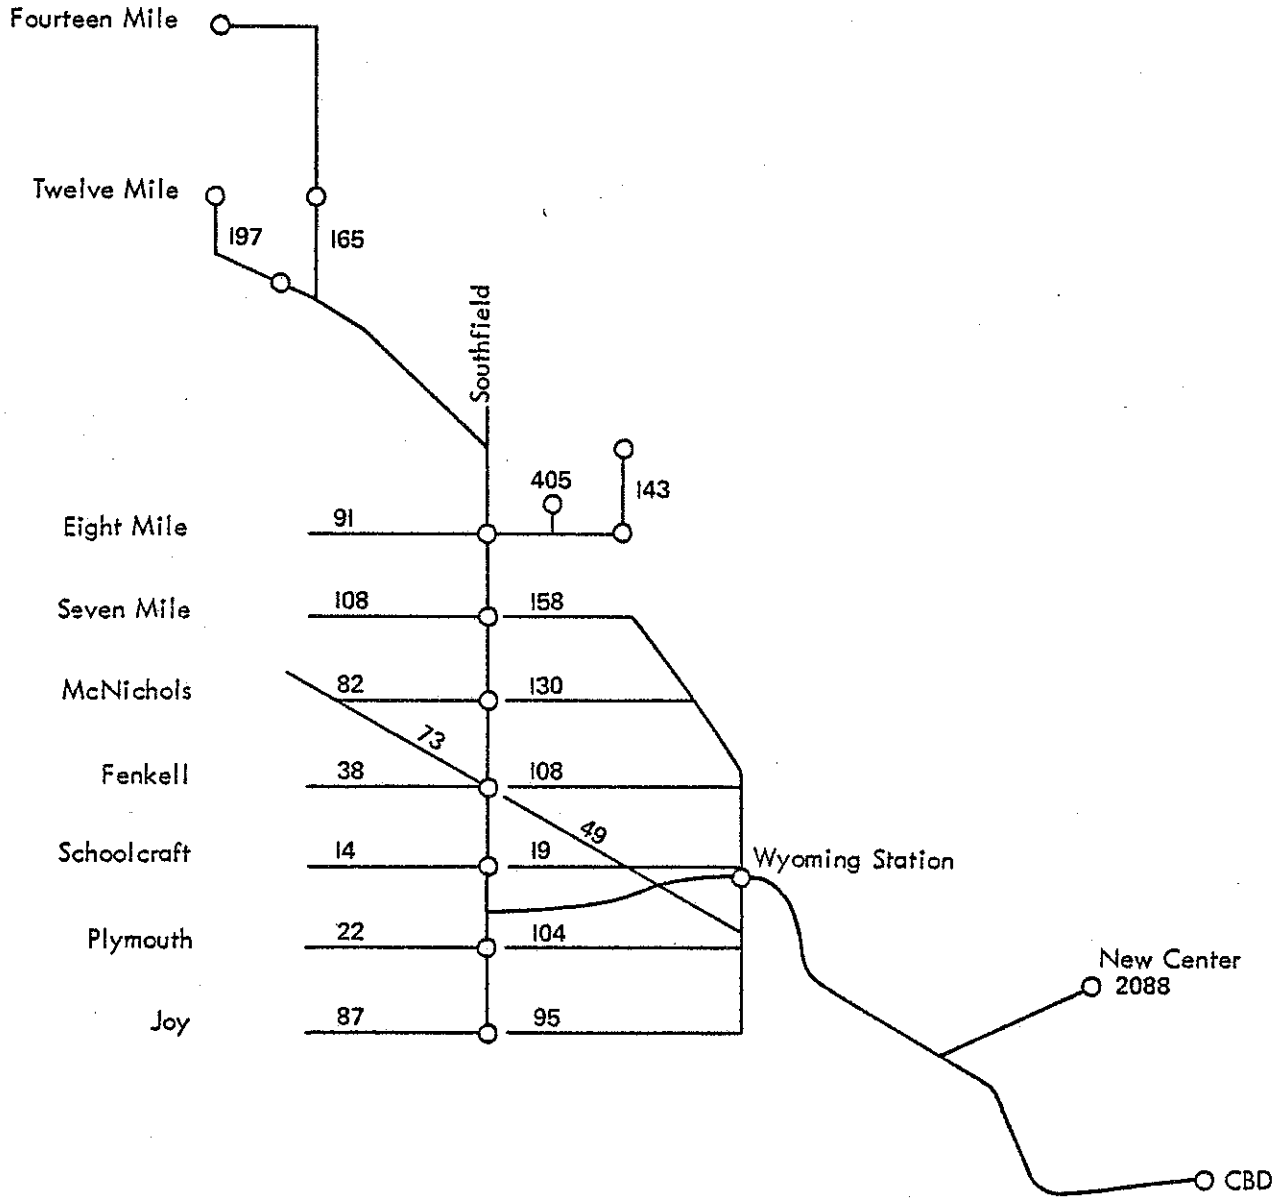 Fourteen Mile
Twelve Mile
197
165
Southfield
405
143
Eight Mile
91
Seven Mile
108
158
McNichols
82
130
73
Fenkell
38
108
49
Schoolcraft
14
19
Wyoming Station
Plymouth
22
104
New Center
2088
Joy
87
95
CBD